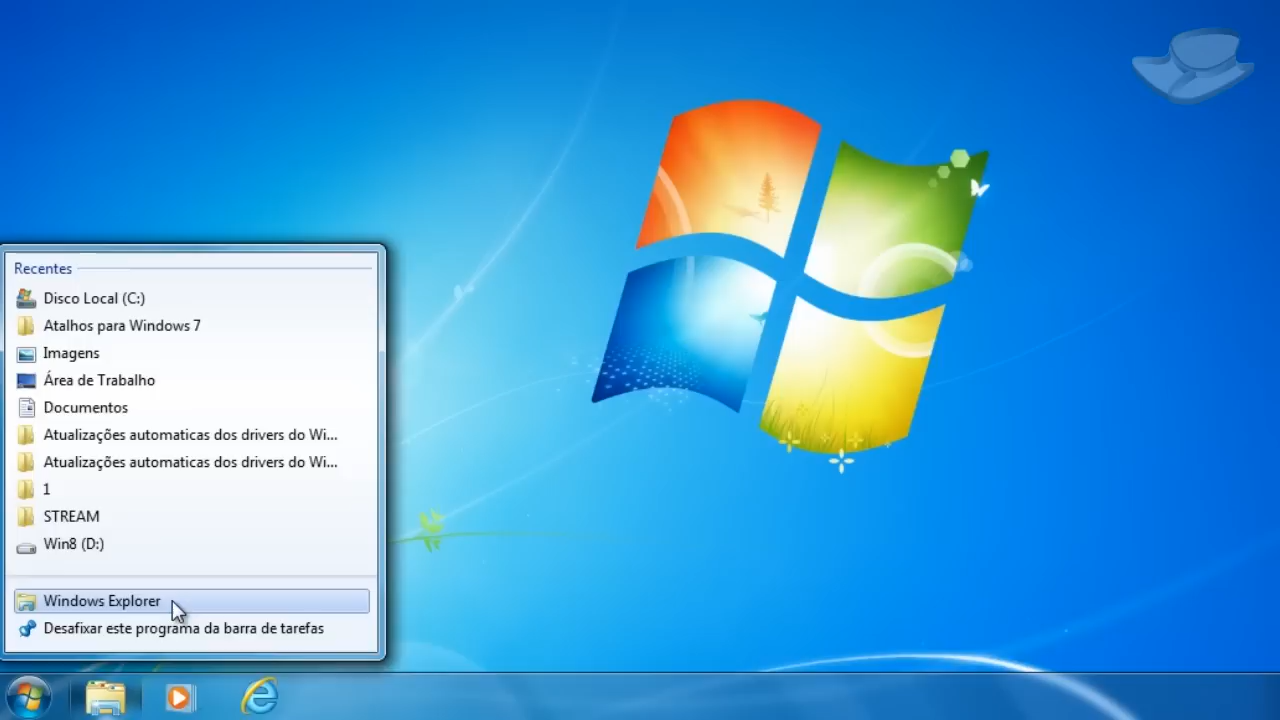 Recentes
Disco Local (C:)
Atalhos para Windows 7
Imagens
Área de Trabalho
Documentos
Atualizações automaticas dos drivers do Wi...
Atualizações automaticas dos drivers do Wi...
1
STREAM
Win8 (D:)
Windows Explorer
Desafixar este programa da barra de tarefas